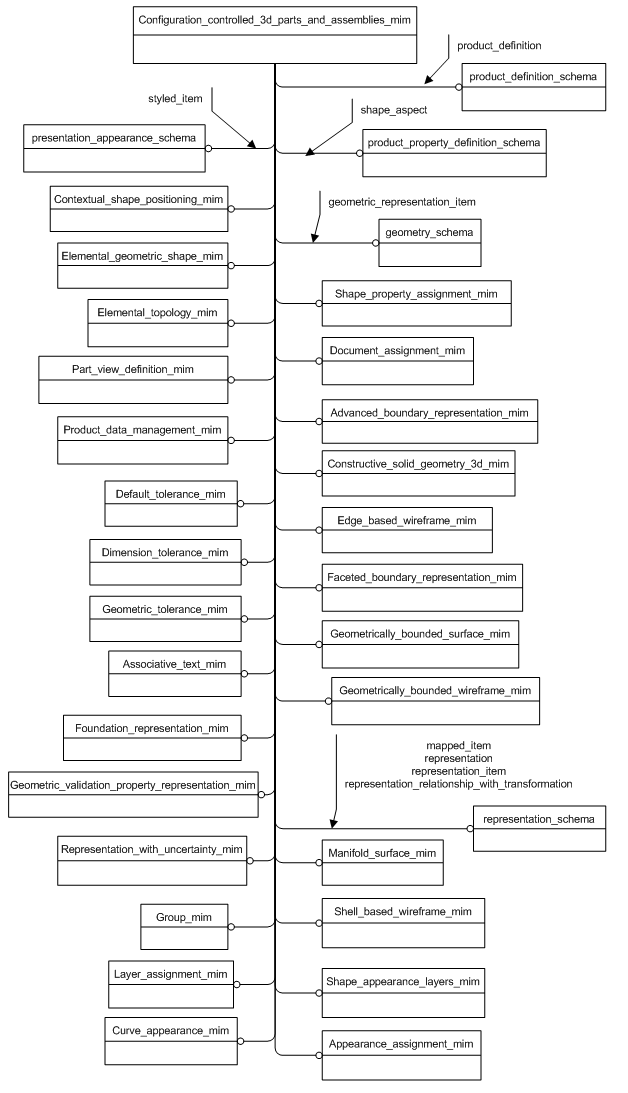 Configuration_controlled_3d_parts_and_assemblies_mim
product_definition
product_definition_schema
styled_item
shape_aspect
presentation_appearance_schema
product_property_definition_schema
Contextual_shape_positioning_mim
geometric_representation_item
geometry_schema
Elemental_geometric_shape_mim
Shape_property_assignment_mim
Elemental_topology_mim
Document_assignment_mim
Part_view_definition_mim
Advanced_boundary_representation_mim
Product_data_management_mim
Constructive_solid_geometry_3d_mim
Default_tolerance_mim
Edge_based_wireframe_mim
Dimension_tolerance_mim
Faceted_boundary_representation_mim
Geometric_tolerance_mim
Geometrically_bounded_surface_mim
Associative_text_mim
Geometrically_bounded_wireframe_mim
Foundation_representation_mim
mapped_item
representation
representation_item
representation_relationship_with_transformation
Geometric_validation_property_representation_mim
representation_schema
Representation_with_uncertainty_mim
Manifold_surface_mim
Group_mim
Shell_based_wireframe_mim
Layer_assignment_mim
Shape_appearance_layers_mim
Curve_appearance_mim
Appearance_assignment_mim